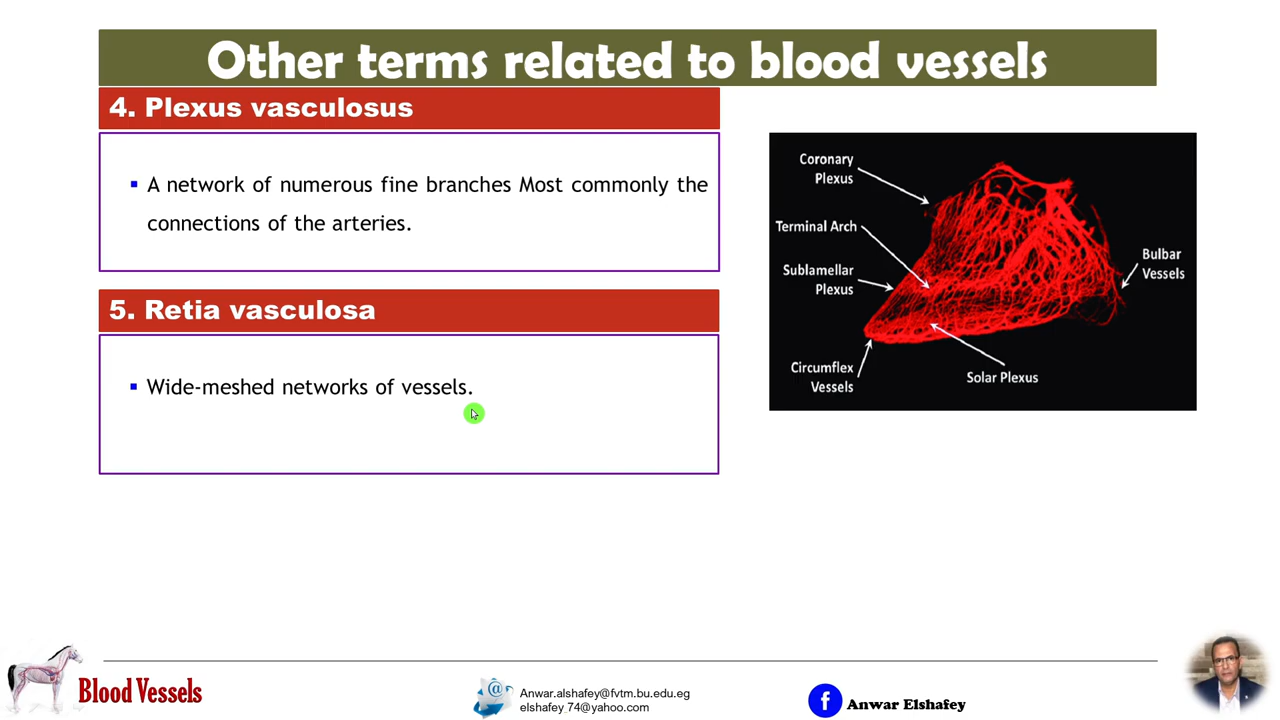 Other terms related to blood vessels
4. Plexus vasculosus
▪ A network of numerous fine branches Most commonly the
connections of the arteries.
5. Retia vasculosa
▪ Wide-meshed networks of vessels.
Coronary
Plexus
Terminal Arch
Sublamellar
Plexus
Circumflex
Vessels
Solar Plexus
Bulbar
Vessels
Blood Vessels
Anwar.alshafey@fvtm.bu.edu.eg
elshafey_74@yahoo.com
f Anwar Elshafey